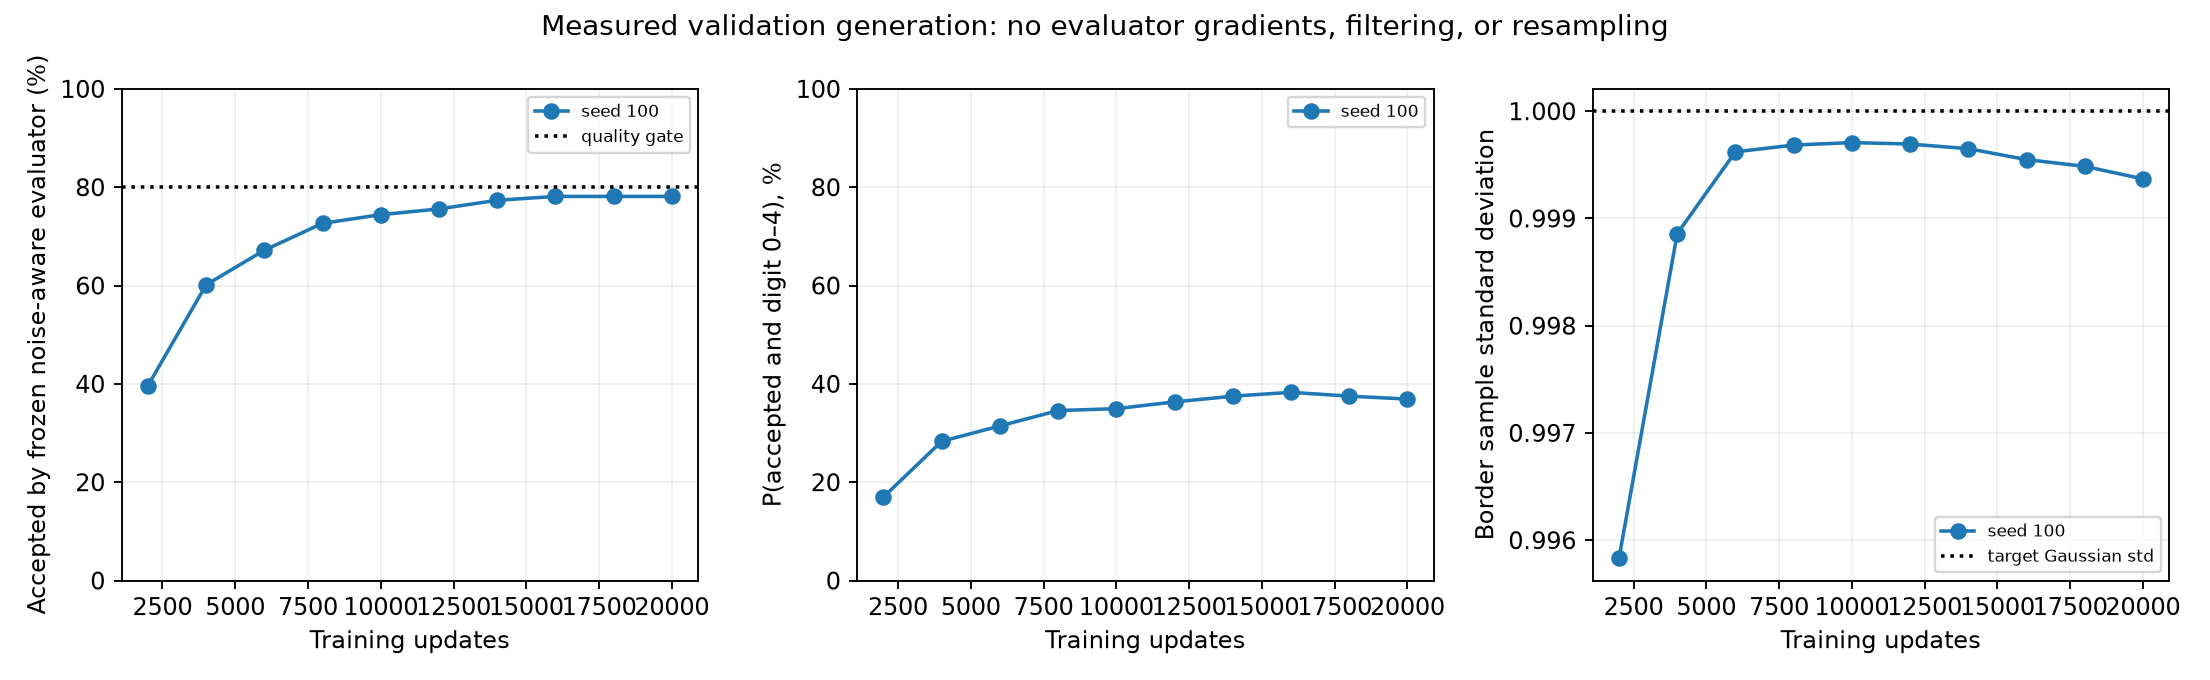 Measured validation generation: no evaluator gradients, filtering, or resampling
Accepted by frozen noise-aware evaluator (%)
100
80
60
40
20
0
seed 100
quality gate
2500 5000 7500 10000 12500 15000 17500 20000
Training updates
P(accepted and digit 0–4), %
100
80
60
40
20
0
seed 100
2500 5000 7500 10000 12500 15000 17500 20000
Training updates
Border sample standard deviation
1.000
0.999
0.998
0.997
0.996
seed 100
target Gaussian std
2500 5000 7500 10000 12500 15000 17500 20000
Training updates